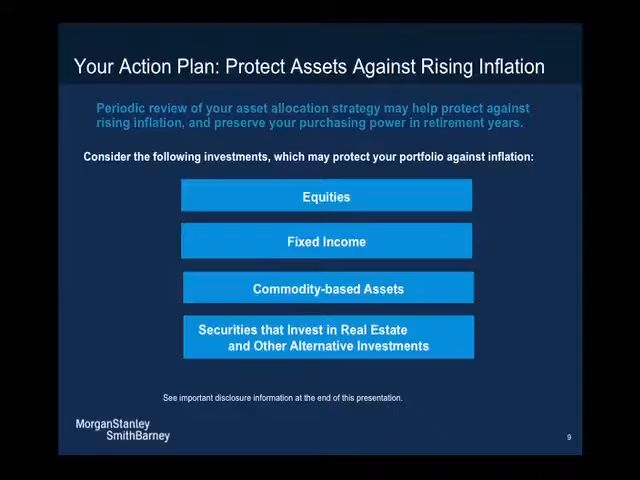 Your Action Plan: Protect Assets Against Rising Inflation
Periodic review of your asset allocation strategy may help protect against
rising inflation, and preserve your purchasing power in retirement years.
Consider the following investments, which may protect your portfolio against inflation:
Equities
Fixed Income
Commodity-based Assets
Securities that Invest in Real Estate
and Other Alternative Investments
See important disclosure information at the end of this presentation.
MorganStanley
SmithBarney
9